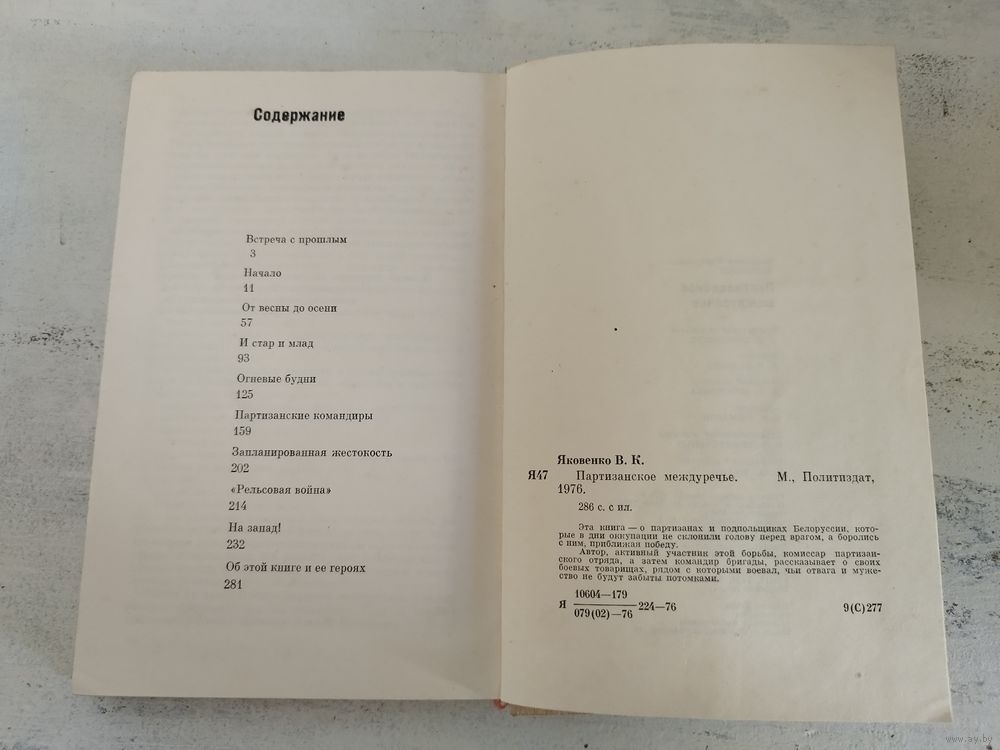 Содержание
Встреча с прошлым
3
Начало
11
От весны до осени
57
И стар и млад
93
Огневые будни
125
Партизанские командиры
159
Запланированная жестокость
202
«Рельсовая война»
214
На запад!
232
Об этой книге и ее героях
281
Яковенко В. К.
Я47 Партизанское междуречье. М., Политиздат,
1976.
286 с. с ил.
Эта книга — о партизанах и подпольщиках Белоруссии, кото-
рые в дни оккупации не склонили голову перед врагом, а боролись
с ним, приближая победу.
Автор, активный участник этой борьбы, комиссар партизан-
ского отряда, а затем командир бригады, рассказывает о своих
боевых товарищах, рядом с которыми воевал, чьи отвага и муже-
ство не будут забыты потомками.
10604—179
Я 224—76 9(С)277
079(02)—76
www.ay.by